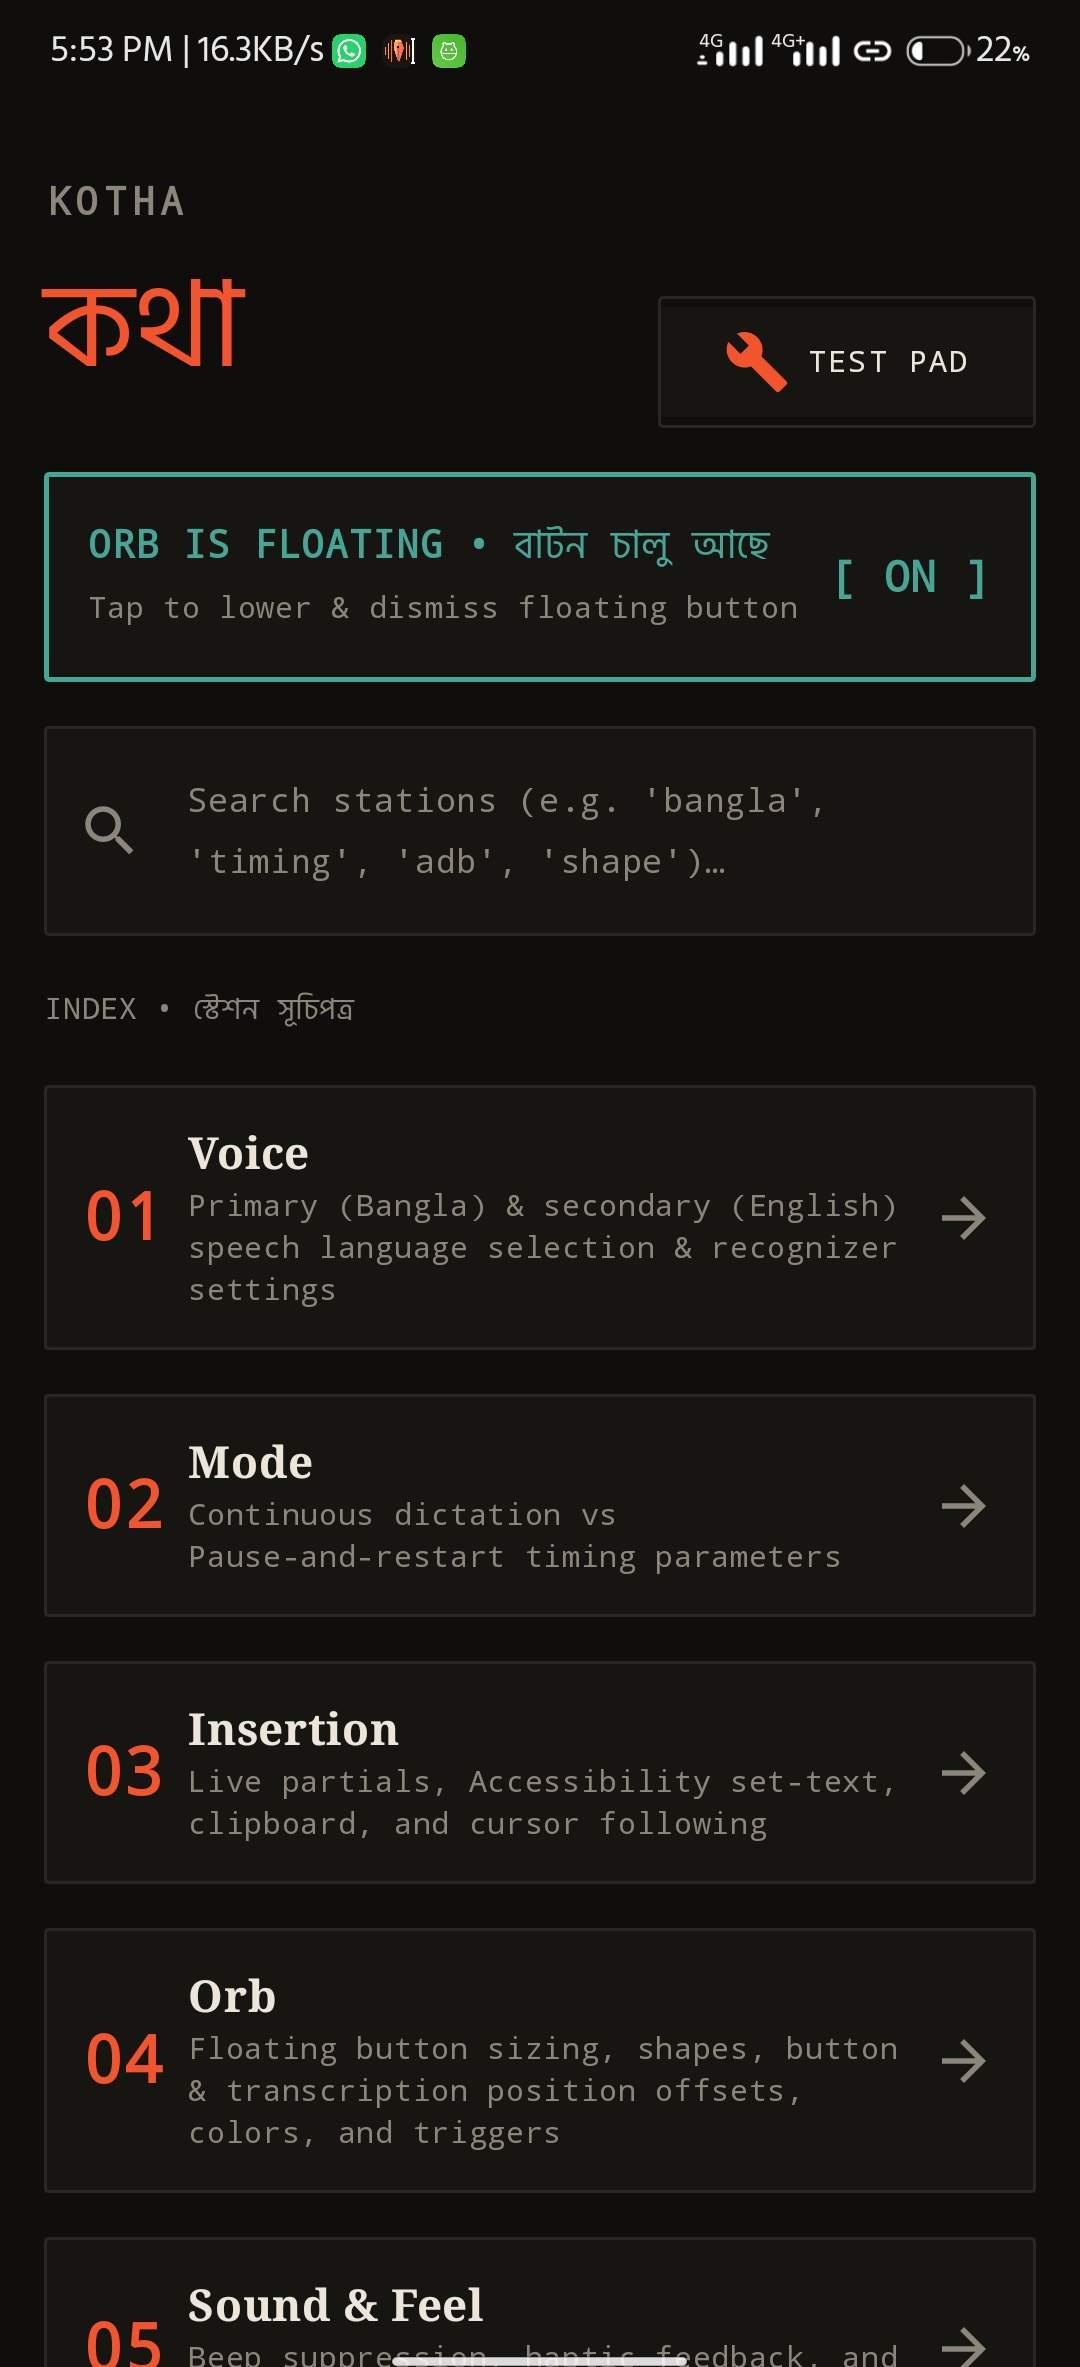 5:53 PM | 16.3KB/s 4G 4G+ 22%
KOTHA
কথা
TEST PAD
ORB IS FLOATING • বাটন চালু আছে
[ ON ]
Tap to lower & dismiss floating button
Search stations (e.g. 'bangla',
'timing', 'adb', 'shape')…
INDEX • স্টেশন সূচিপত্র
Voice
01
Primary (Bangla) & secondary (English)
speech language selection & recognizer
settings
Mode
02
Continuous dictation vs
Pause-and-restart timing parameters
Insertion
03
Live partials, Accessibility set-text,
clipboard, and cursor following
Orb
04
Floating button sizing, shapes, button
& transcription position offsets,
colors, and triggers
Sound & Feel
05
Beep suppression, haptic feedback, and